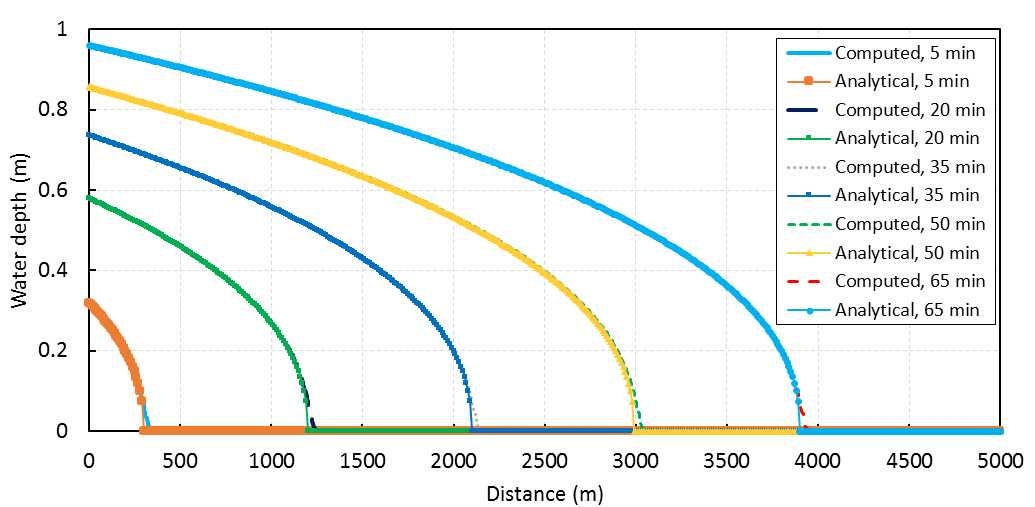 1
0.8
0.6
0.4
0.2
0
Water depth (m)
0 500 1000 1500 2000 2500 3000 3500 4000 4500 5000
Distance (m)
Computed, 5 min
Analytical, 5 min
Computed, 20 min
Analytical, 20 min
Computed, 35 min
Analytical, 35 min
Computed, 50 min
Analytical, 50 min
Computed, 65 min
Analytical, 65 min